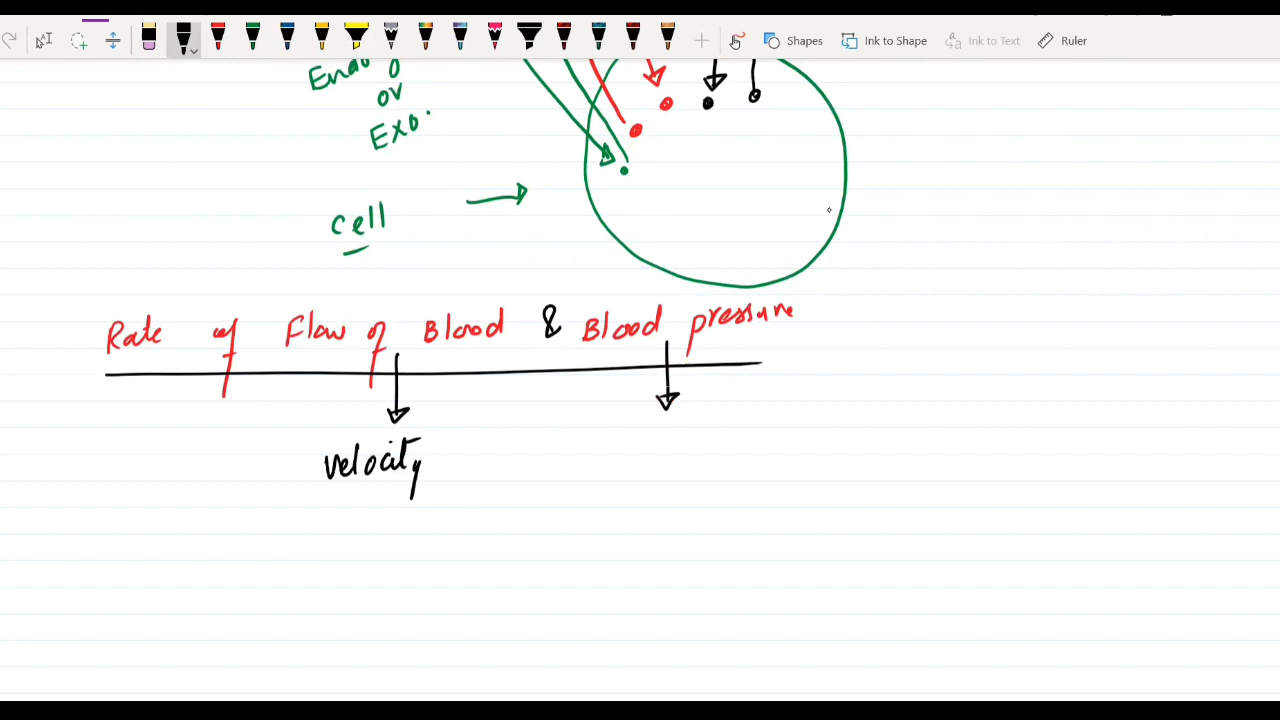 Shapes Ink to Shape Ink to Text Ruler
or
Exo.
cell
Rate of Flow of Blood & Blood pressure
velocity